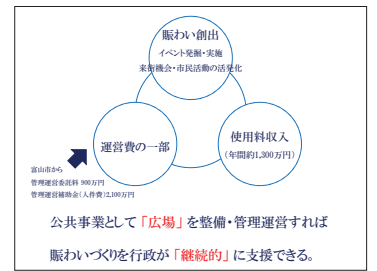 賑わい創出
イベント発掘・実施
来街機会・市民活動の活発化
運営費の一部
使用料収入
（年間約1,300万円）
富山市から
管理運営委託料 900万円
管理運営補助金（人件費）2,100万円
公共事業として「広場」を整備・管理運営すれば
賑わいづくりを行政が「継続的」に支援できる。